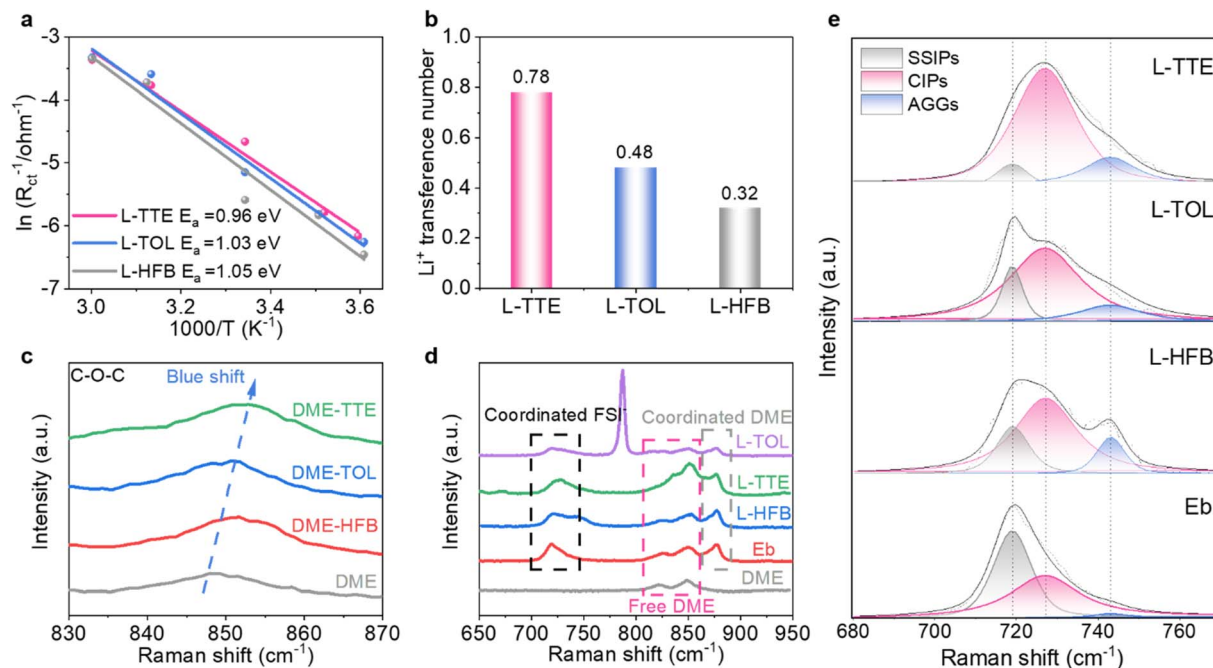 a
-3
-4
-5
-6
-7
ln (R_ct^-1/ohm^-1)
L-TTE E_a =0.96 eV
L-TOL E_a =1.03 eV
L-HFB E_a =1.05 eV
3.0 3.2 3.4 3.6
1000/T (K^-1)
b
1.0
0.8
0.6
0.4
0.2
0.0
Li^+ transference number
0.78
0.48
0.32
L-TTE L-TOL L-HFB
c
C-O-C
Blue shift
DME-TTE
DME-TOL
DME-HFB
DME
Intensity (a.u.)
830 840 850 860 870
Raman shift (cm^-1)
d
Coordinated FSI^-
Coordinated DME
L-TOL
L-TTE
L-HFB
Eb
DME
Free DME
Intensity (a.u.)
650 700 750 800 850 900 950
Raman shift (cm^-1)
e
SSIPs
CIPs
AGGs
L-TTE
L-TOL
L-HFB
Eb
Intensity (a.u.)
680 700 720 740 760
Raman shift (cm^-1)